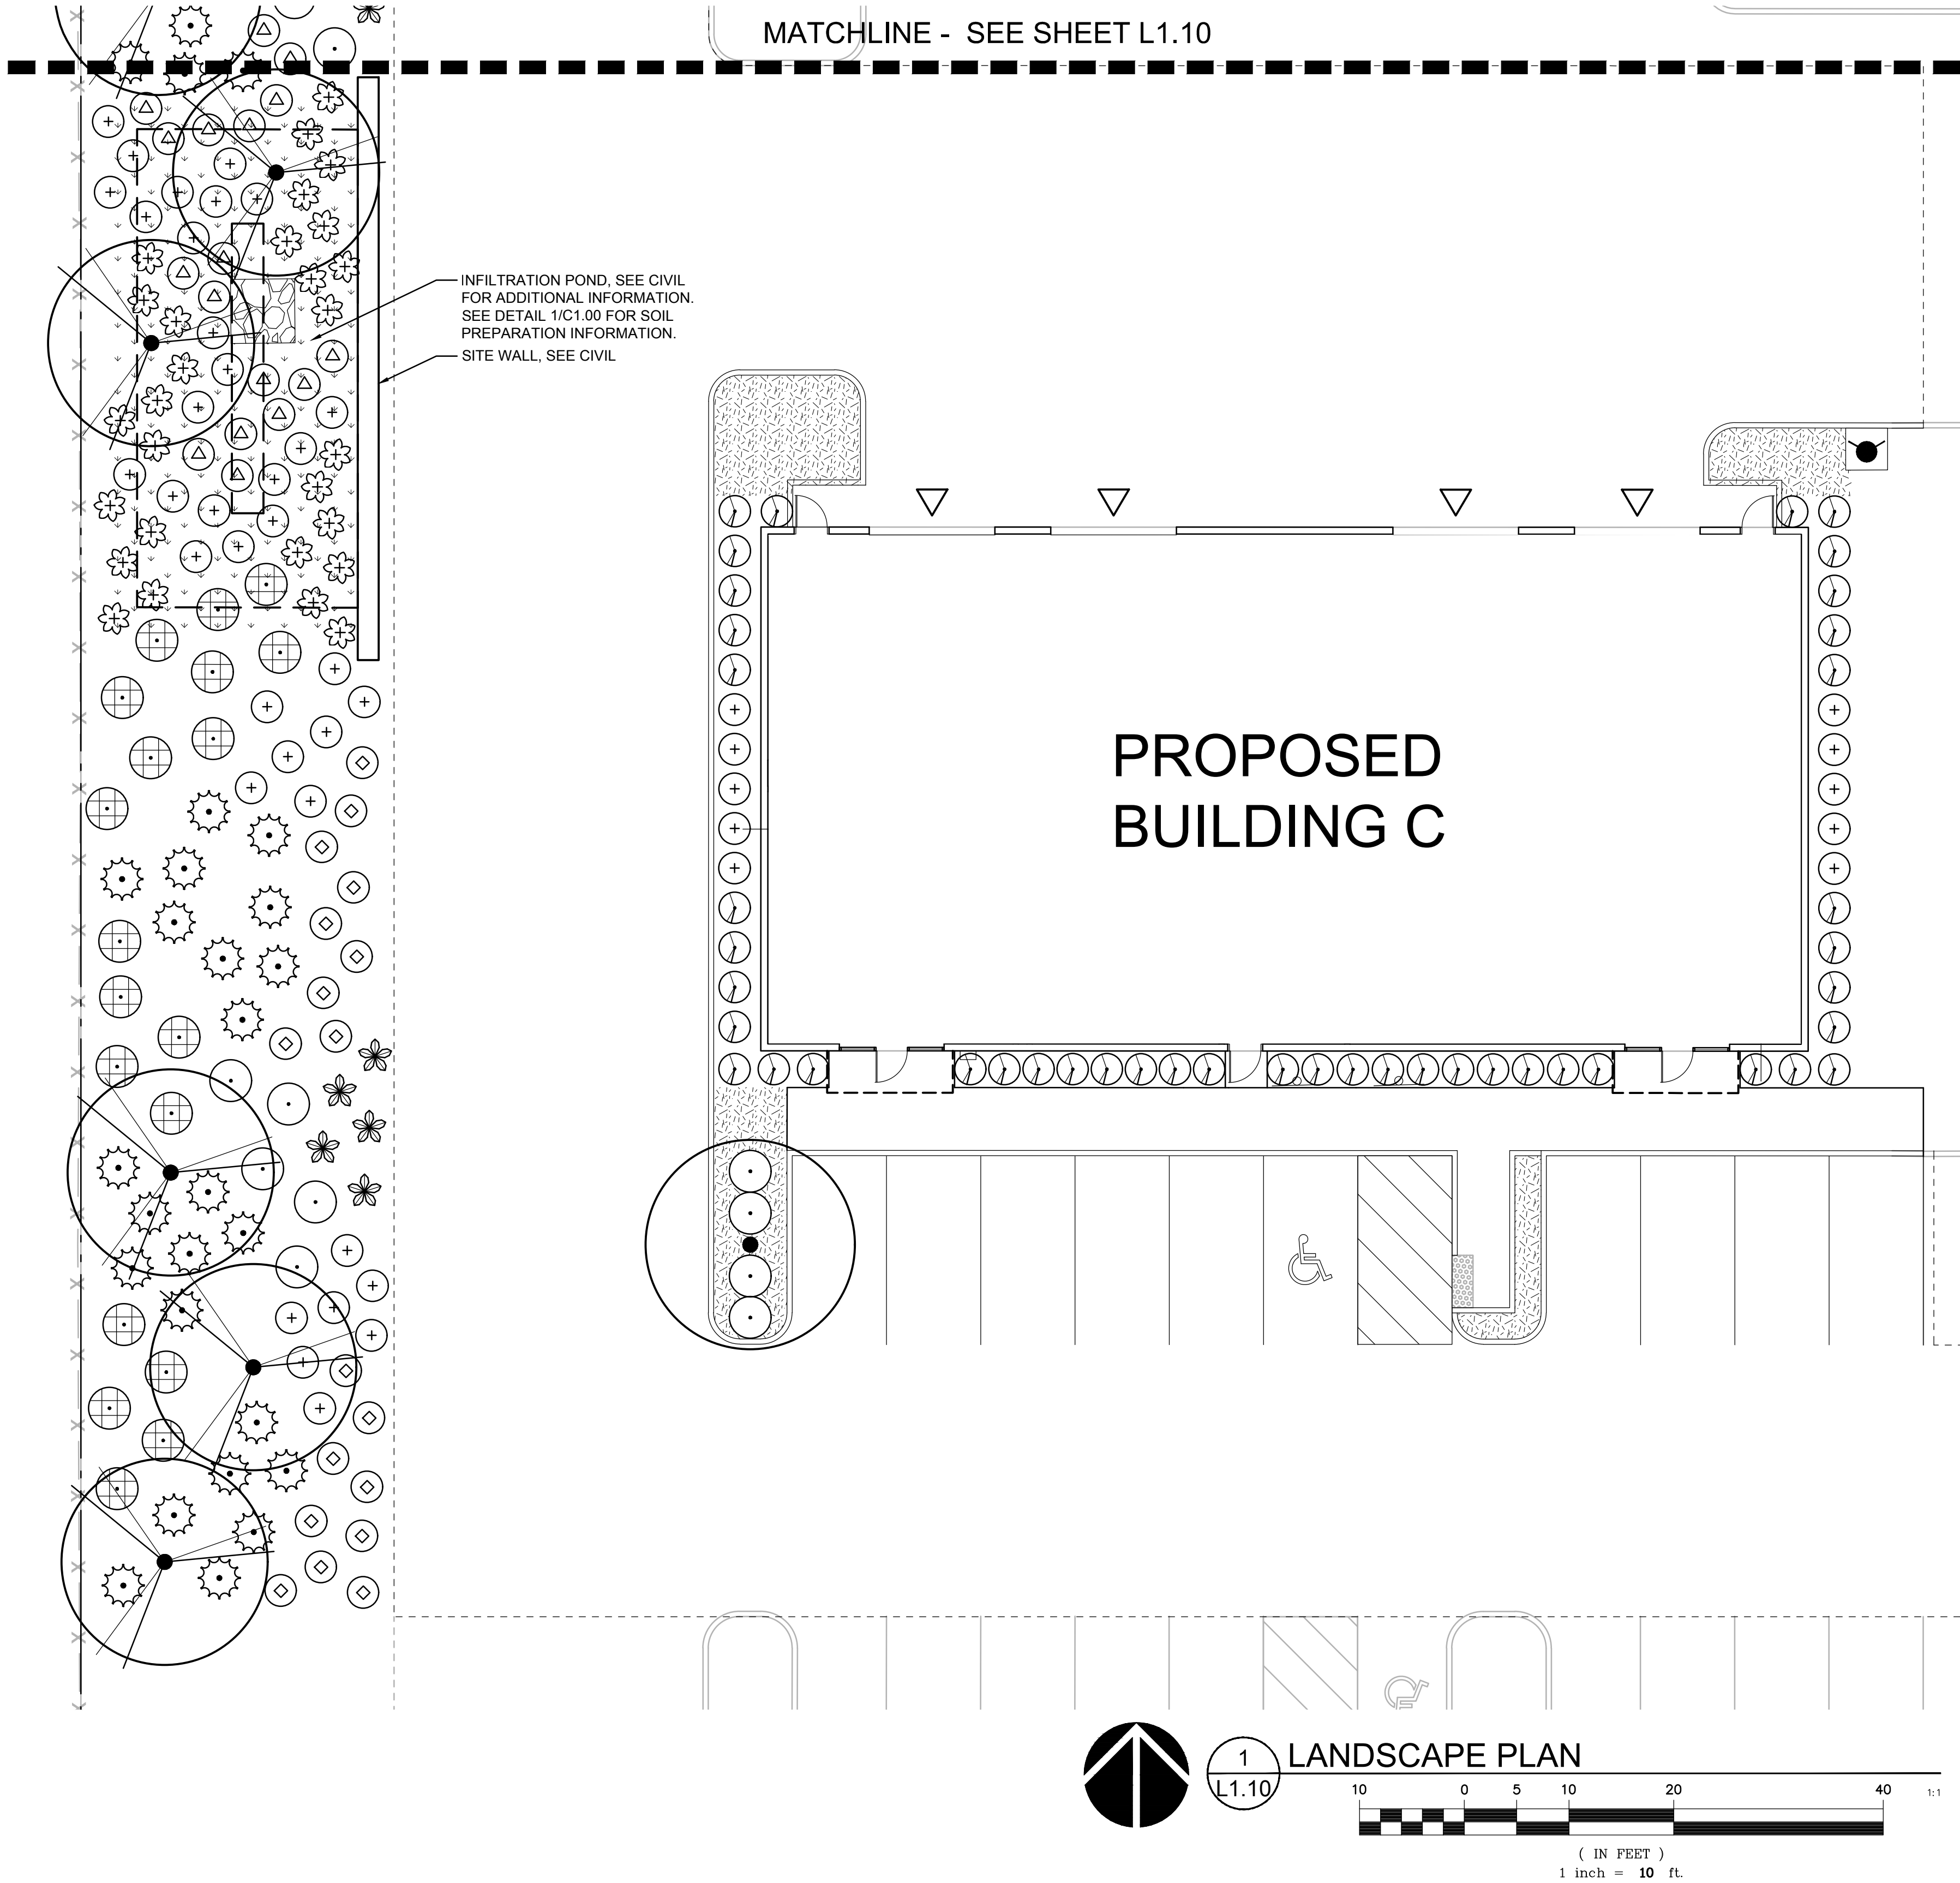 MATCHLINE - SEE SHEET L1.10
INFILTRATION POND, SEE CIVIL
FOR ADDITIONAL INFORMATION.
SEE DETAIL 1/C1.00 FOR SOIL
PREPARATION INFORMATION.
SITE WALL, SEE CIVIL
PROPOSED
BUILDING C
1
L1.10
LANDSCAPE PLAN
10 0 5 10 20 40
1:1
( IN FEET )
1 inch = 10 ft.